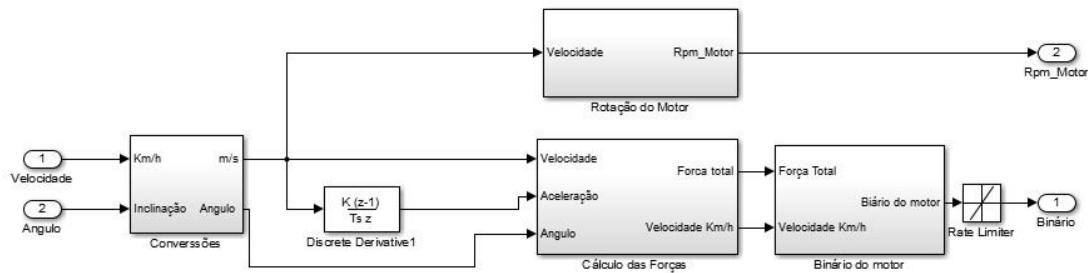 Velocidade
Rpm_Motor
2
Rpm_Motor
Rotação do Motor
1
Velocidade
2
Angulo
Km/h
m/s
Inclinação
Angulo
Converssões
K (z-1)
Ts z
Discrete Derivative1
Velocidade
Aceleração
Angulo
Forca total
Velocidade Km/h
Cálculo das Forças
Força Total
Velocidade Km/h
Biário do motor
Binário do motor
Rate Limiter
1
Binário